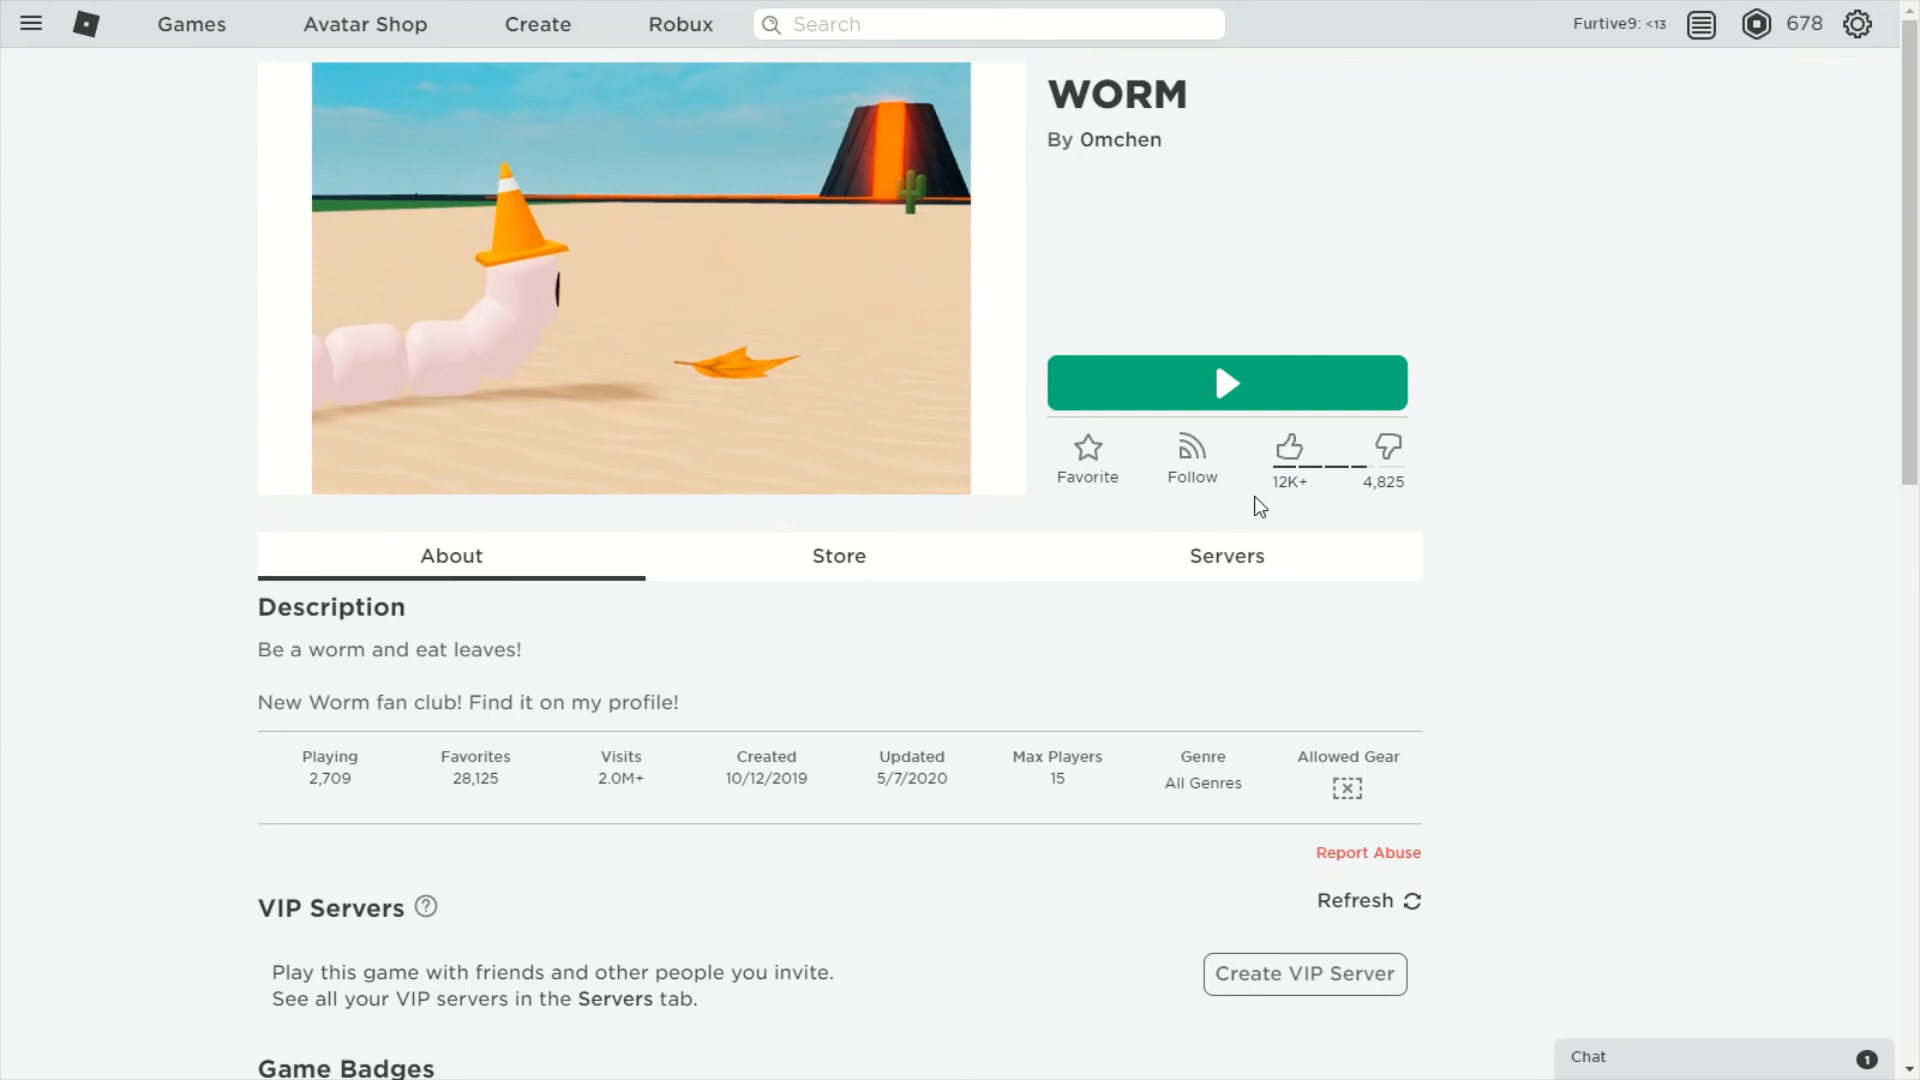 Games Avatar Shop Create Robux Search Furtive9: <13 678
WORM
By 0mchen
Favorite Follow 12K+ 4,825
About Store Servers
Description
Be a worm and eat leaves!
New Worm fan club! Find it on my profile!
Playing Favorites Visits Created Updated Max Players Genre Allowed Gear
2,709 28,125 2.0M+ 10/12/2019 5/7/2020 15 All Genres
Report Abuse
VIP Servers Refresh
Play this game with friends and other people you invite.
See all your VIP servers in the Servers tab.
Create VIP Server
Game Badges
Chat 1